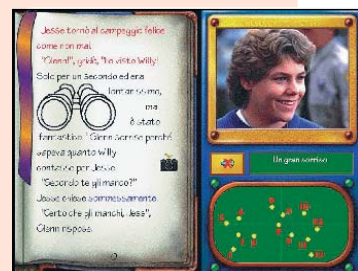 Jesse tornò al campeggio felice
come non mai.
"Glenn!", gridò, "ho visto Willy!
Solo per un secondo ed era
lontanissimo,
ma
è stato
fantastico." Glenn sorrise perché
sapeva quanto Willy
contasse per Jesse.
"Secondo te gli manco?"
Jesse chiese sommessamente.
"Certo che gli manchi, Jess",
Glenn rispose.
Un gran sorriso